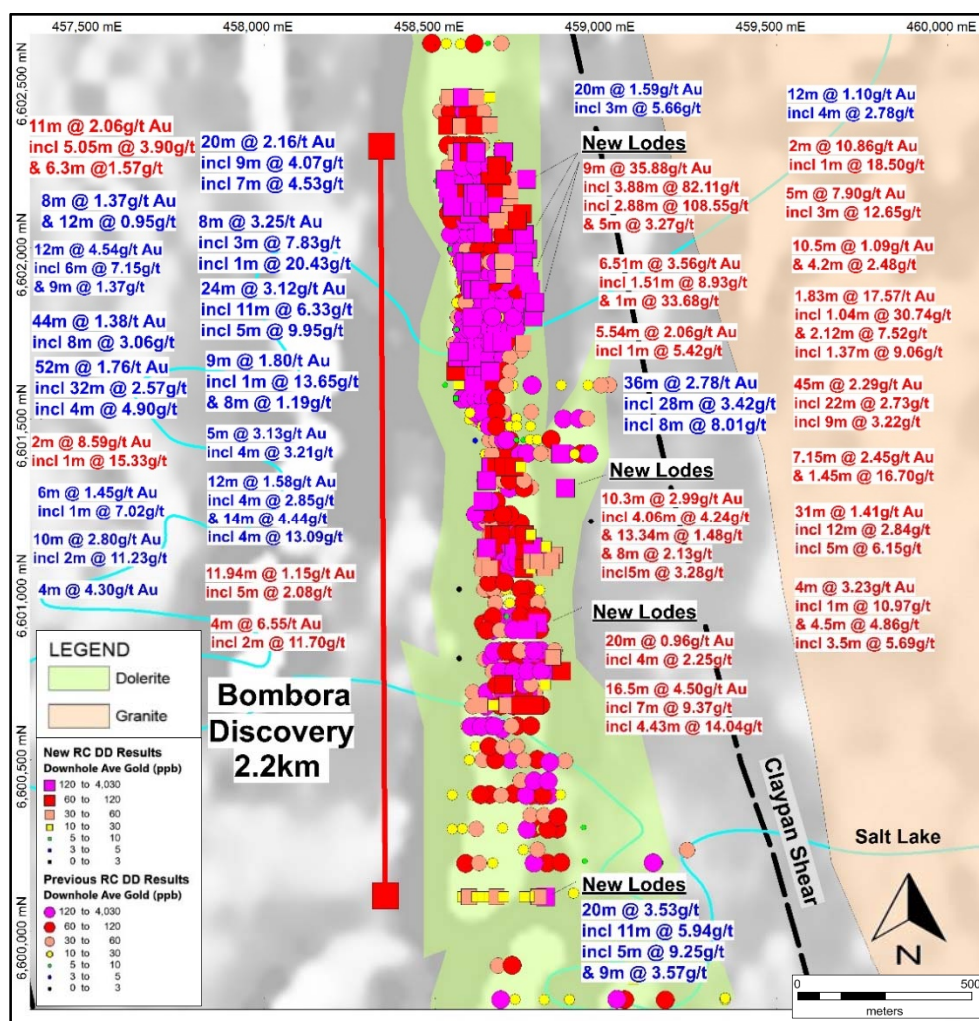 457,500 mE
458,000 mE
458,500 mE
459,000 mE
459,500 mE
460,000 mE
6,602,500 mN
6,602,000 mN
6,601,500 mN
6,601,000 mN
6,600,500 mN
6,600,000 mN
11m @ 2.06g/t Au
incl 5.05m @ 3.90g/t
& 6.3m @1.57g/t
8m @ 1.37g/t Au
& 12m @ 0.95g/t
12m @ 4.54g/t Au
incl 6m @ 7.15g/t
& 9m @ 1.37g/t
44m @ 1.38/t Au
incl 8m @ 3.06g/t
52m @ 1.76/t Au
incl 32m @ 2.57g/t
incl 4m @ 4.90g/t
2m @ 8.59g/t Au
incl 1m @ 15.33g/t
6m @ 1.45g/t Au
incl 1m @ 7.02g/t
10m @ 2.80g/t Au
incl 2m @ 11.23g/t
4m @ 4.30g/t Au
20m @ 2.16/t Au
incl 9m @ 4.07g/t
incl 7m @ 4.53g/t
8m @ 3.25/t Au
incl 3m @ 7.83g/t
incl 1m @ 20.43g/t
24m @ 3.12g/t Au
incl 11m @ 6.33g/t
incl 5m @ 9.95g/t
9m @ 1.80/t Au
incl 1m @ 13.65g/t
& 8m @ 1.19g/t
5m @ 3.13g/t Au
incl 4m @ 3.21g/t
12m @ 1.58g/t Au
incl 4m @ 2.85g/t
& 14m @ 4.44g/t
incl 4m @ 13.09g/t
11.94m @ 1.15g/t Au
incl 5m @ 2.08g/t
4m @ 6.55/t Au
incl 2m @ 11.70g/t
Bombora
Discovery
2.2km
20m @ 1.59g/t Au
incl 3m @ 5.66g/t
New Lodes
9m @ 35.88g/t Au
incl 3.88m @ 82.11g/t
incl 2.88m @ 108.55g/t
& 5m @ 3.27g/t
6.51m @ 3.56g/t Au
incl 1.51m @ 8.93g/t
& 1m @ 33.68g/t
5.54m @ 2.06g/t Au
incl 1m @ 5.42g/t
36m @ 2.78/t Au
incl 28m @ 3.42g/t
incl 8m @ 8.01g/t
New Lodes
10.3m @ 2.99g/t Au
incl 4.06m @ 4.24g/t
& 13.34m @ 1.48g/t
& 8m @ 2.13g/t
incl5m @ 3.28g/t
New Lodes
20m @ 0.96g/t Au
incl 4m @ 2.25g/t
16.5m @ 4.50g/t Au
incl 7m @ 9.37g/t
incl 4.43m @ 14.04g/t
New Lodes
20m @ 3.53g/t
incl 11m @ 5.94g/t
incl 5m @ 9.25g/t
& 9m @ 3.57g/t
12m @ 1.10g/t Au
incl 4m @ 2.78g/t
2m @ 10.86g/t Au
incl 1m @ 18.50g/t
5m @ 7.90g/t Au
incl 3m @ 12.65g/t
10.5m @ 1.09g/t Au
& 4.2m @ 2.48g/t
1.83m @ 17.57/t Au
incl 1.04m @ 30.74g/t
& 2.12m @ 7.52g/t
incl 1.37m @ 9.06g/t
45m @ 2.29g/t Au
incl 22m @ 2.73g/t
incl 9m @ 3.22g/t
7.15m @ 2.45g/t Au
& 1.45m @ 16.70g/t
31m @ 1.41g/t Au
incl 12m @ 2.84g/t
incl 5m @ 6.15g/t
4m @ 3.23g/t Au
incl 1m @ 10.97g/t
& 4.5m @ 4.86g/t
incl 3.5m @ 5.69g/t
Claypan Shear
Salt Lake
N
0 500
meters
LEGEND
Dolerite
Granite
New RC DD Results
Downhole Ave Gold (ppb)
120 to 4,030
60 to 120
30 to 60
10 to 30
5 to 10
3 to 5
0 to 3
Previous RC DD Results
Downhole Ave Gold (ppb)
120 to 4,030
60 to 120
30 to 60
10 to 30
5 to 10
3 to 5
0 to 3